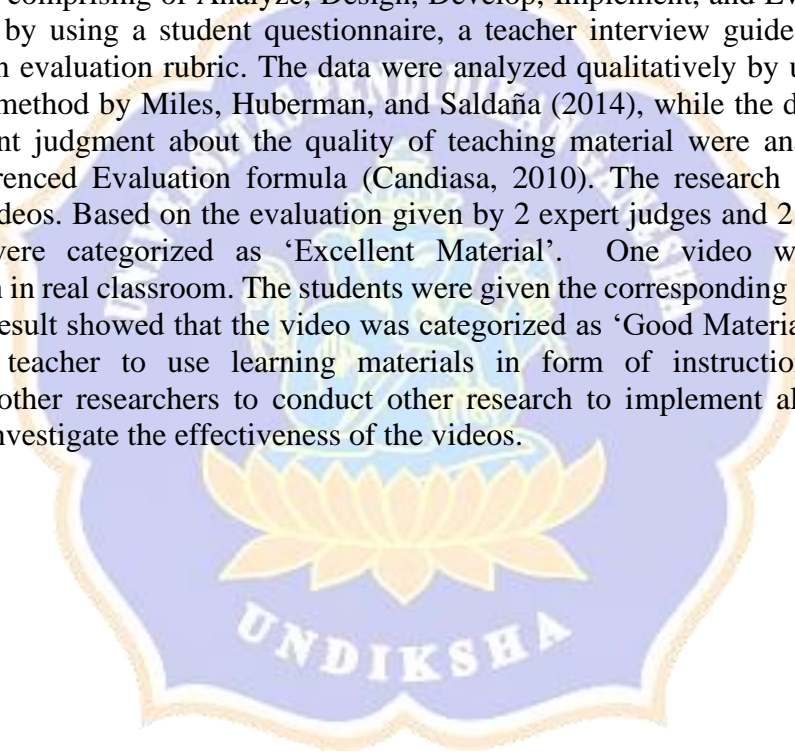 comprising of Analyze, Design, Develop, Implement, and Ev
by using a student questionnaire, a teacher interview guide
n evaluation rubric. The data were analyzed qualitatively by u
method by Miles, Huberman, and Saldaña (2014), while the d
nt judgment about the quality of teaching material were ana
renced Evaluation formula (Candiasa, 2010). The research
deos. Based on the evaluation given by 2 expert judges and 2
vere categorized as ‘Excellent Material’. One video w
n in real classroom. The students were given the corresponding
esult showed that the video was categorized as ‘Good Materia
teacher to use learning materials in form of instructio
other researchers to conduct other research to implement al
nvestigate the effectiveness of the videos.
UNDIKSHA